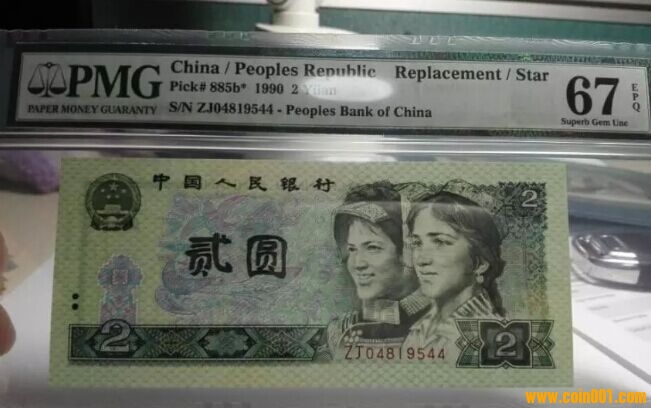 PMG
PAPER MONEY GUARANTY
China / Peoples Republic Replacement / Star
Pick# 885b* 1990 2 Yuan
S/N ZJ04819544 - Peoples Bank of China
67
EPQ
Superb Gem Unc
中国人民银行
2
贰圆
2
ZJ04819544
2
www.coin001.com